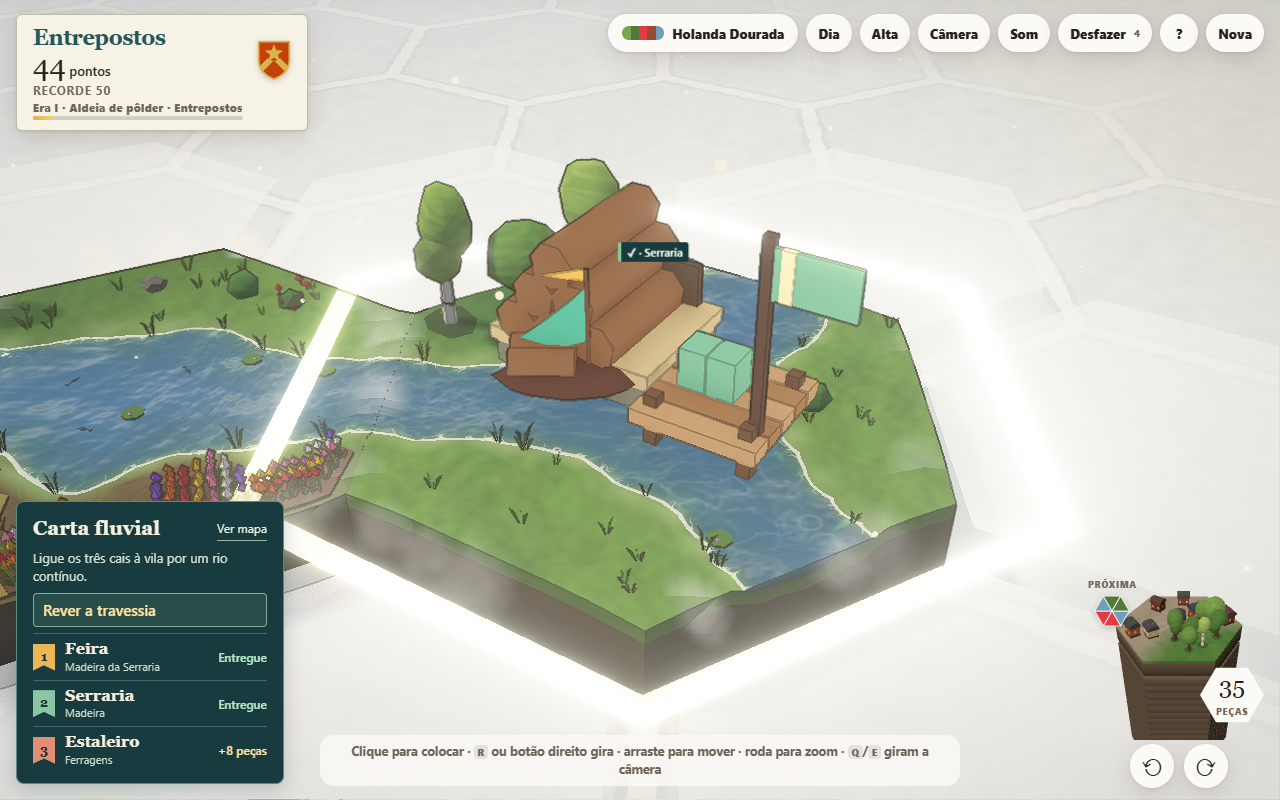 Entrepostos
44 pontos
RECORDE 50
Era I · Aldeia de pôlder · Entrepostos
Holanda Dourada
Dia
Alta
Câmera
Som
Desfazer 4
?
Nova
✓ · Serraria
Carta fluvial
Ver mapa
Ligue os três cais à vila por um rio
contínuo.
Rever a travessia
1
Feira
Madeira da Serraria
Entregue
2
Serraria
Madeira
Entregue
3
Estaleiro
Ferragens
+8 peças
Clique para colocar · R ou botão direito gira · arraste para mover · roda para zoom · Q / E giram a
câmera
PRÓXIMA
35
PEÇAS